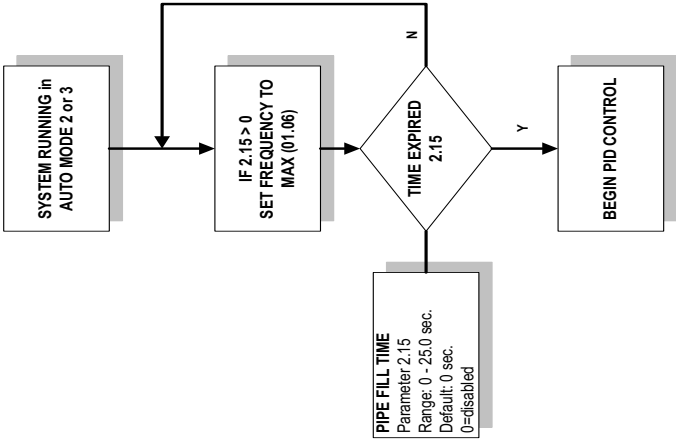 SYSTEM RUNNING in
AUTO MODE 2 or 3
IF 2.15 > 0
SET FREQUENCY TO
MAX (01.06)
TIME EXPIRED
2.15
N
Y
PIPE FILL TIME
Parameter 2.15
Range: 0 - 25.0 sec.
Default: 0 sec.
0=disabled
BEGIN PID CONTROL